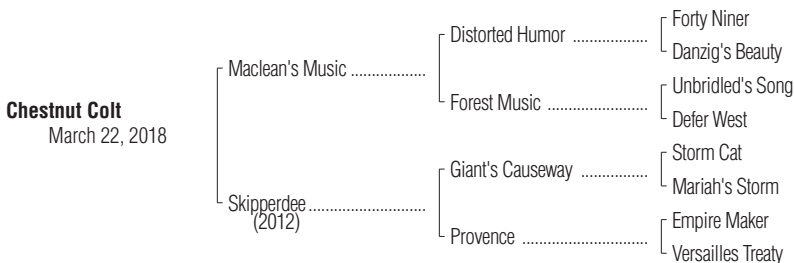 Chestnut Colt
March 22, 2018
Maclean's Music ..................
Skipperdee ............................
(2012)
Distorted Humor ...............
Forest Music ........................
Giant's Causeway ................
Provence ..............................
Forty Niner
Danzig's Beauty
Unbridled's Song
Defer West
Storm Cat
Mariah's Storm
Empire Maker
Versailles Treaty